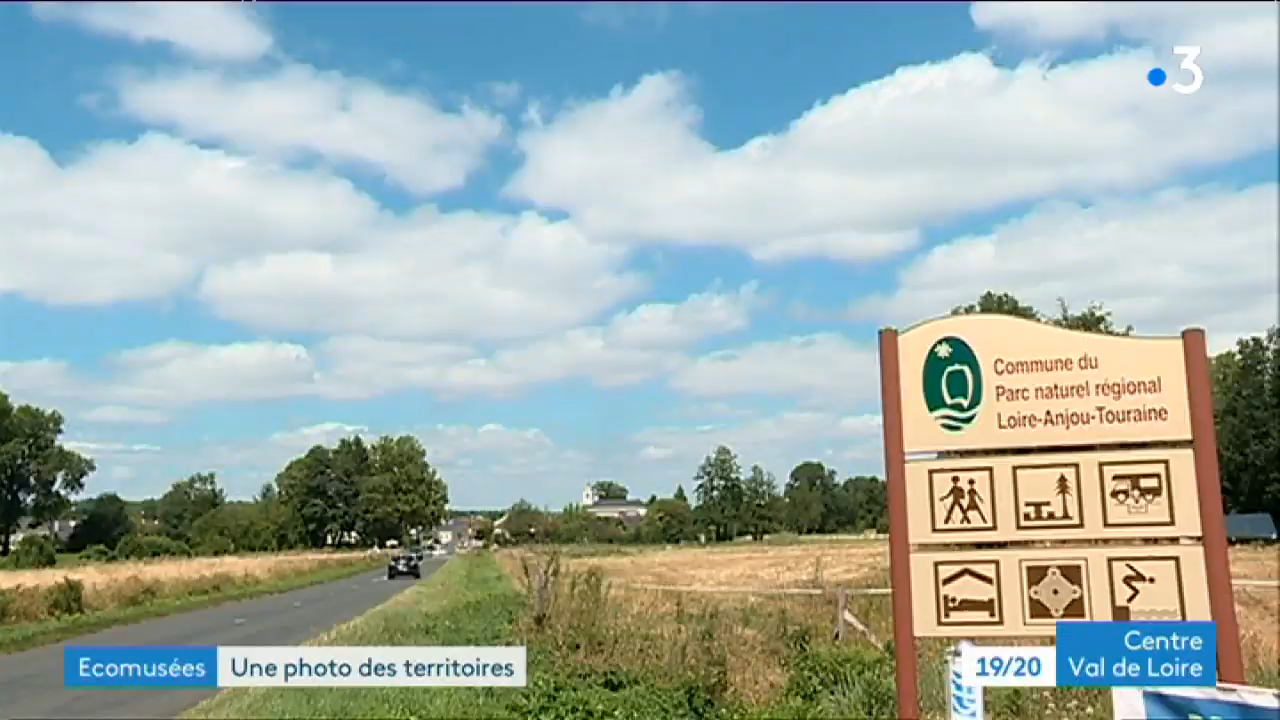 3
Commune du
Parc naturel régional
Loire-Anjou-Touraine
Ecomusées
Une photo des territoires
19/20
Centre
Val de Loire